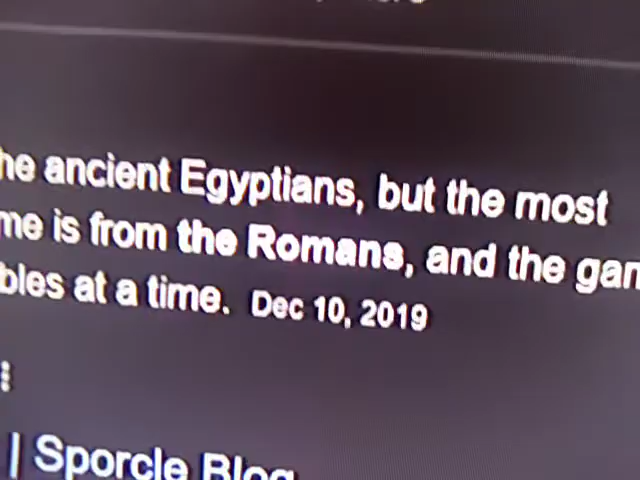 he ancient Egyptians, but the most
me is from the Romans, and the gam
bles at a time. Dec 10, 2019
| Sporcle Blog